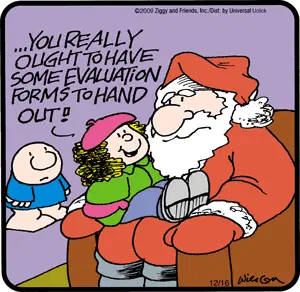 ©2009 Ziggy and Friends, Inc./Dist. by Universal Uclick
...YOU REALLY
OUGHT TO HAVE
SOME EVALUATION
FORMS TO HAND
OUT!!
12/16
Wilson